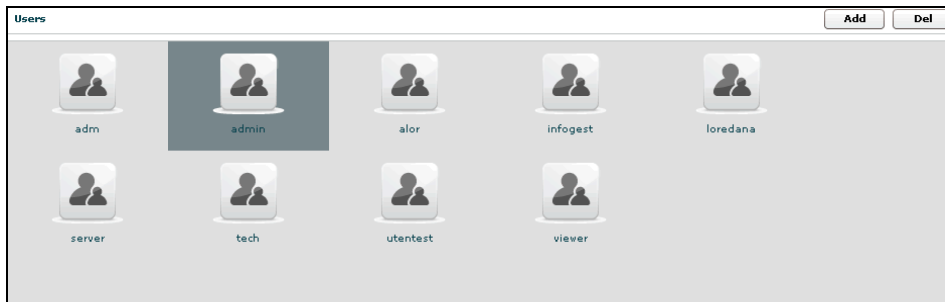 Users Add Del
adm admin alor infogest loredana
server tech utentest viewer